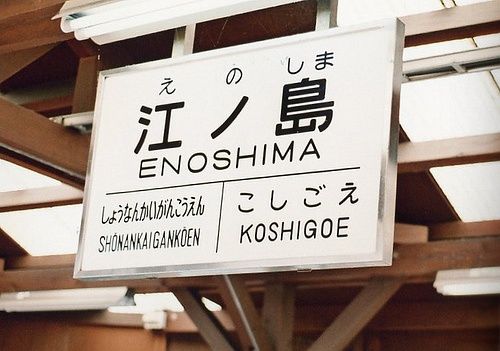 えのしま
江ノ島
ENOSHIMA
しょうなんかいがんこうえん
SHŌNANKAIGANKŌEN
こしごえ
KOSHIGOE